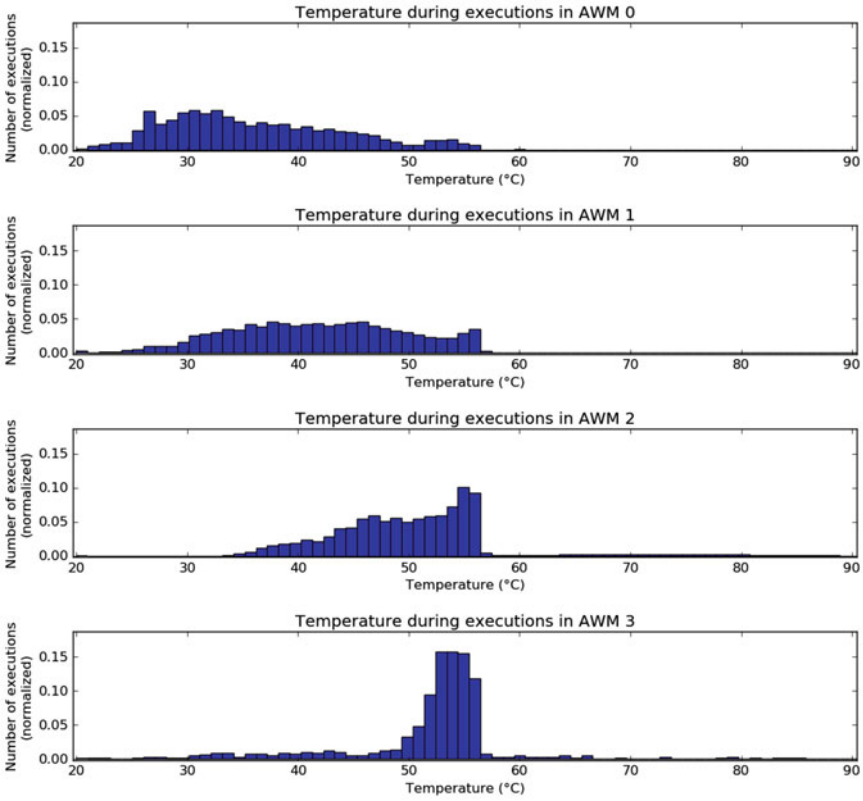 Temperature during executions in AWM 0
Number of executions
(normalized)
0.15
0.10
0.05
0.00
20 30 40 50 60 70 80 90
Temperature (°C)
Temperature during executions in AWM 1
Number of executions
(normalized)
0.15
0.10
0.05
0.00
20 30 40 50 60 70 80 90
Temperature (°C)
Temperature during executions in AWM 2
Number of executions
(normalized)
0.15
0.10
0.05
0.00
20 30 40 50 60 70 80 90
Temperature (°C)
Temperature during executions in AWM 3
Number of executions
(normalized)
0.15
0.10
0.05
0.00
20 30 40 50 60 70 80 90
Temperature (°C)